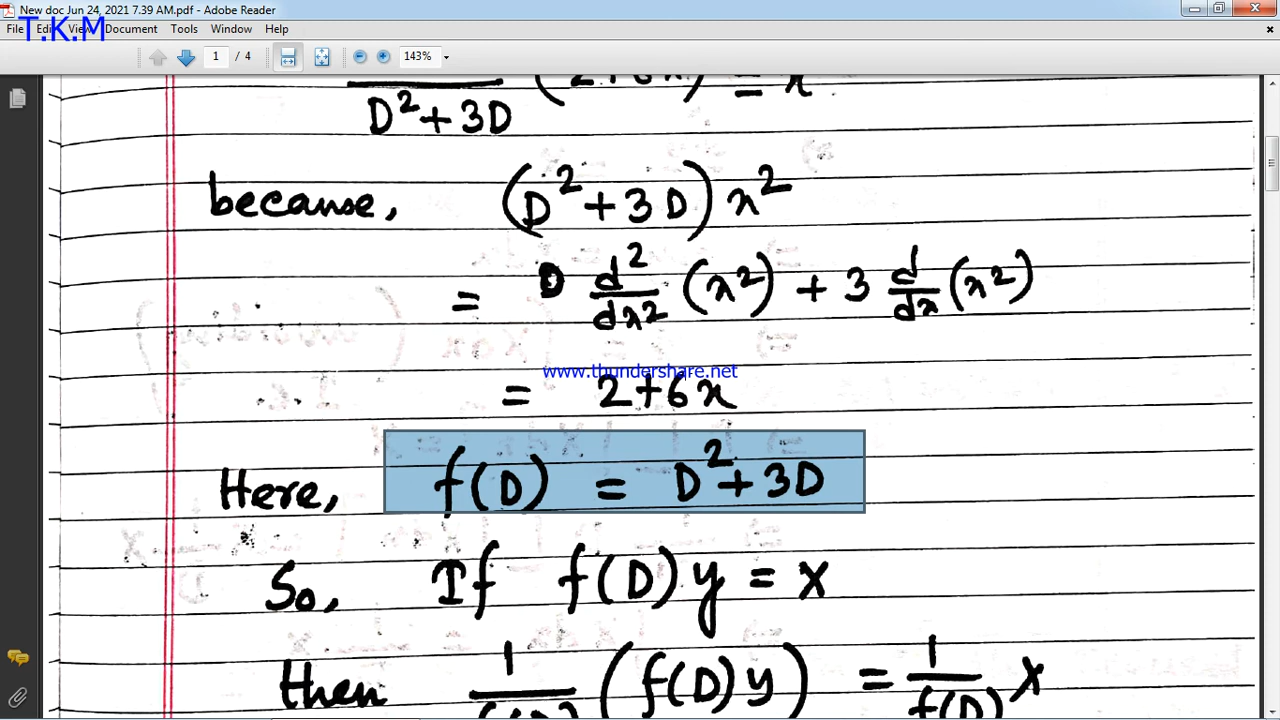 New doc Jun 24, 2021 7.39 AM.pdf - Adobe Reader
File Edit View Document Tools Window Help
T.K.M
1 / 4 143%
D²+3D
because, (D²+3D)x²
= d²/dx² (x²) + 3 d/dx (x²)
www.thundershare.net
= 2+6x
Here, f(D) = D²+3D
So, If f(D)y = X
then 1/f(D) (f(D)y) = 1/f(D) X